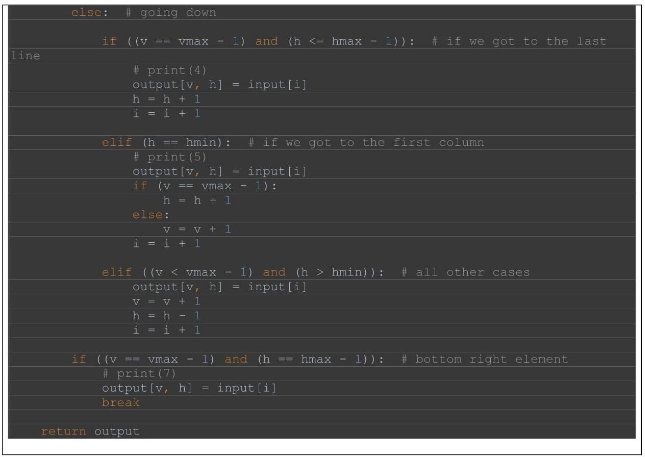 else:  # going down
if ((v == vmax - 1) and (h <= hmax - 1)):  # if we got to the last
line
# print(4)
output[v, h] = input[i]
h = h + 1
i = i + 1
elif (h == hmin):  # if we got to the first column
# print(5)
output[v, h] = input[i]
if (v == vmax - 1):
h = h + 1
else:
v = v + 1
i = i + 1
elif ((v < vmax - 1) and (h > hmin)):  # all other cases
output[v, h] = input[i]
v = v + 1
h = h - 1
i = i + 1
if ((v == vmax - 1) and (h == hmax - 1)):  # bottom right element
# print(7)
output[v, h] = input[i]
break
return output